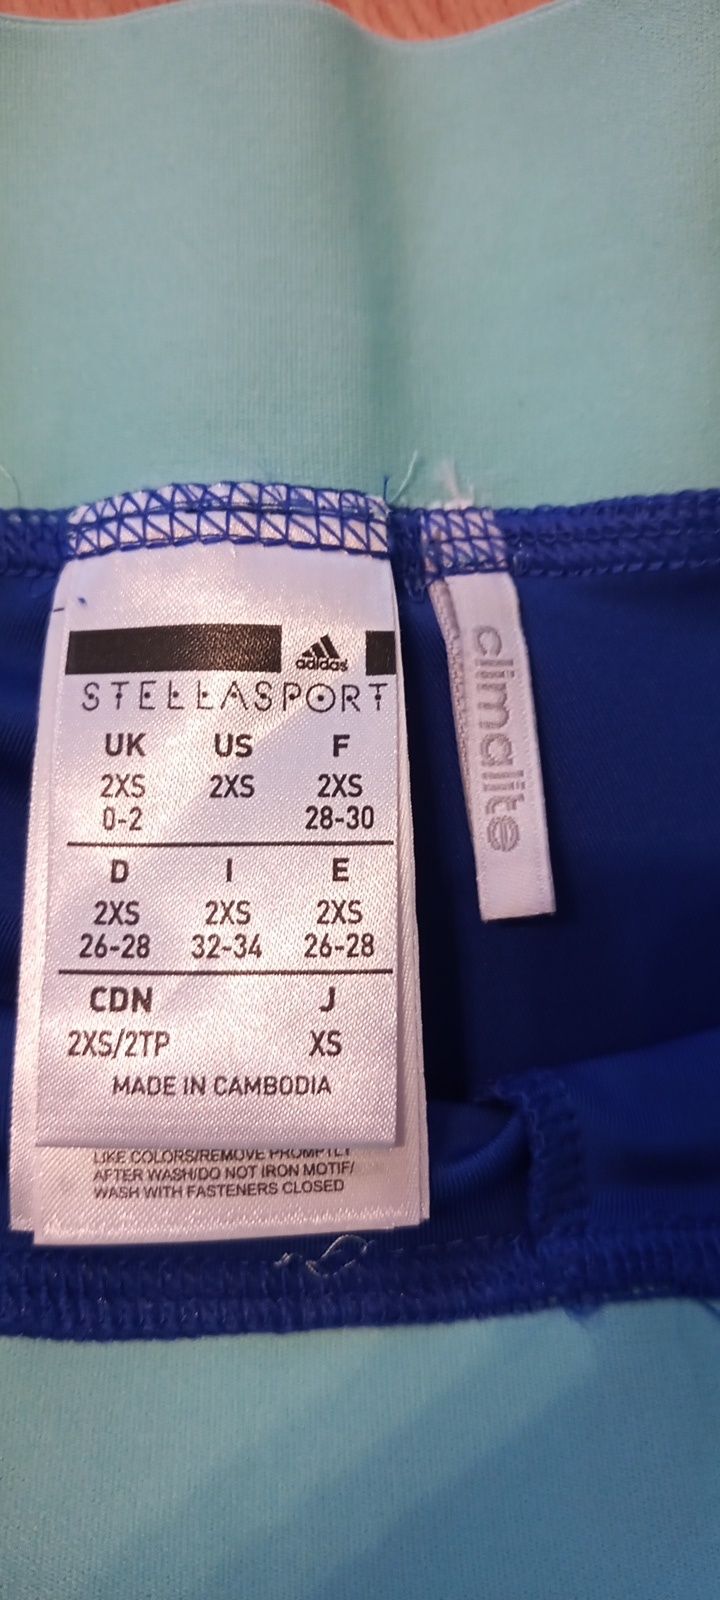 adidas
STELLASPORT
UK US F
2XS 2XS 2XS
0-2 28-30
D I E
2XS 2XS 2XS
26-28 32-34 26-28
CDN J
2XS/2TP XS
MADE IN CAMBODIA
LIKE COLORS/REMOVE PROMPTLY
AFTER WASH/DO NOT IRON MOTIF/
WASH WITH FASTENERS CLOSED
climalite